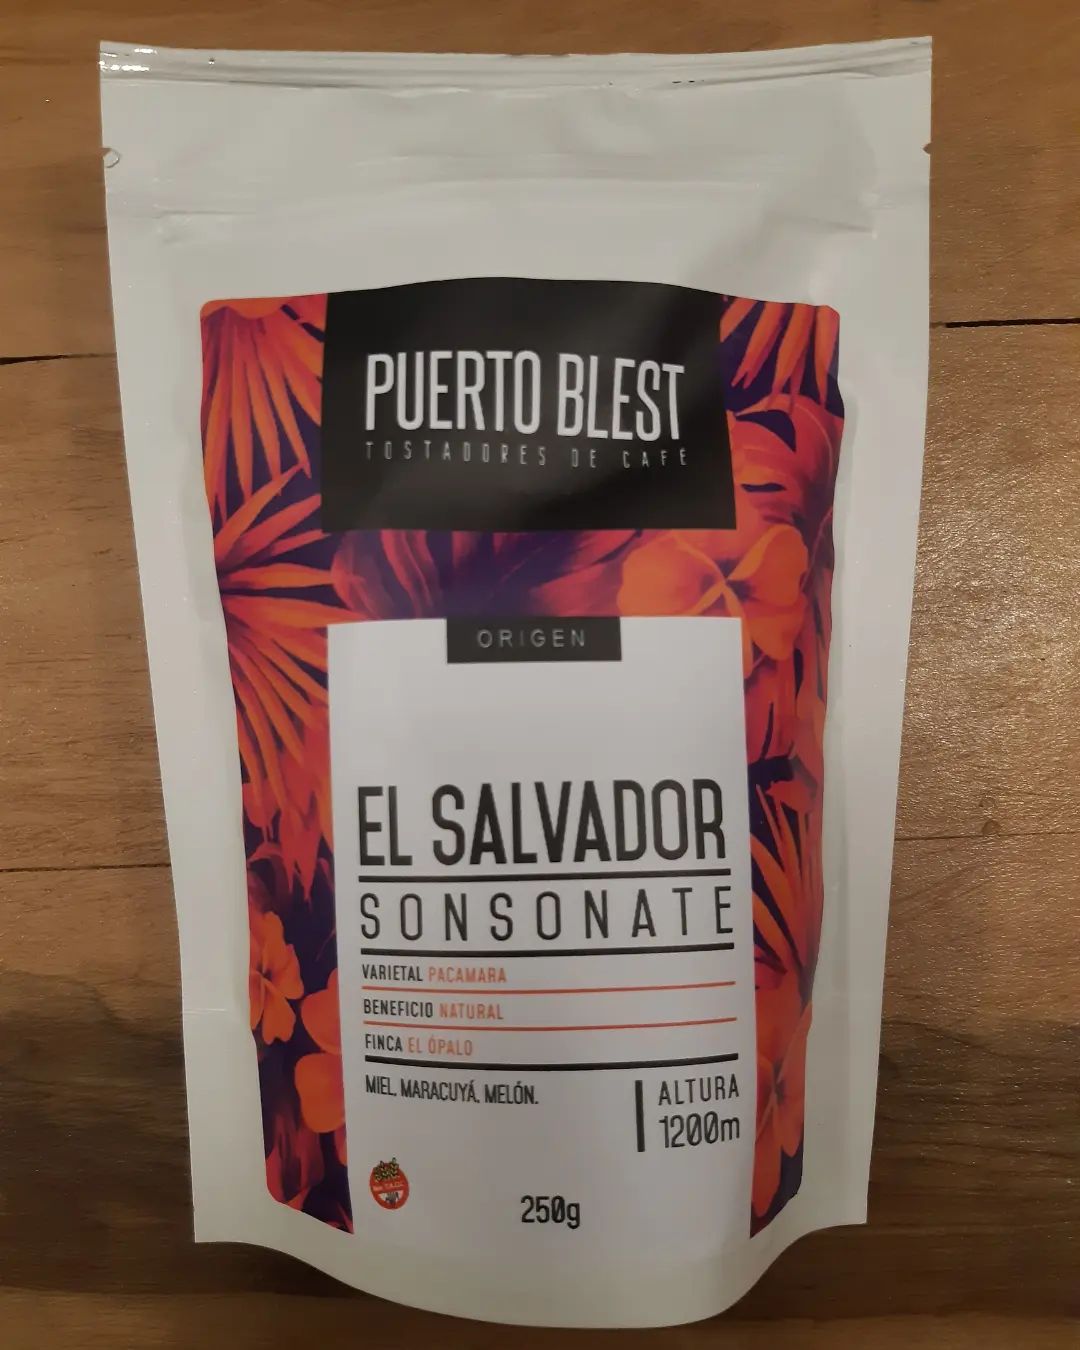 PUERTO BLEST
TOSTADORES DE CAFÉ
ORIGEN
EL SALVADOR
SONSONATE
VARIETAL PACAMARA
BENEFICIO NATURAL
FINCA EL ÓPALO
MIEL, MARACUYÁ, MELÓN.
ALTURA
1200m
250g